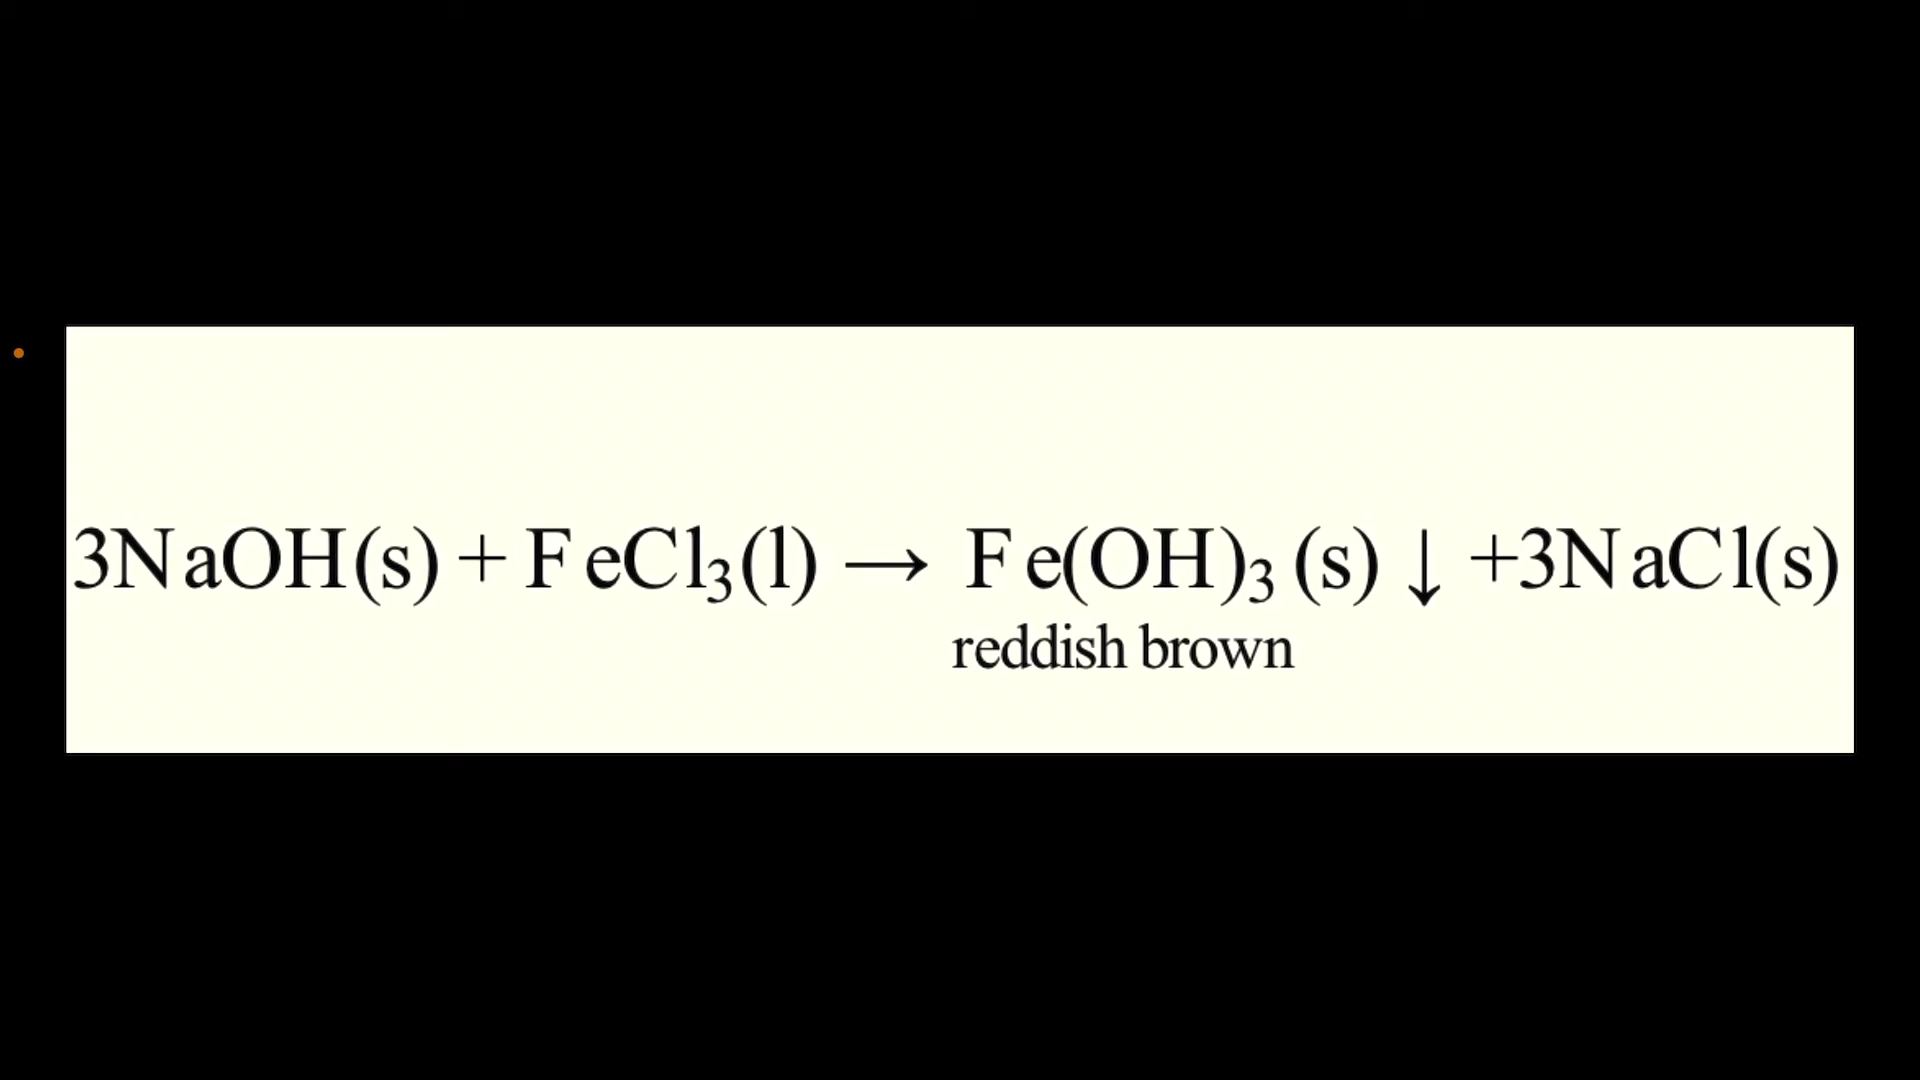 3NaOH(s) + FeCl₃(l) → Fe(OH)₃ (s) ↓ +3NaCl(s)
reddish brown